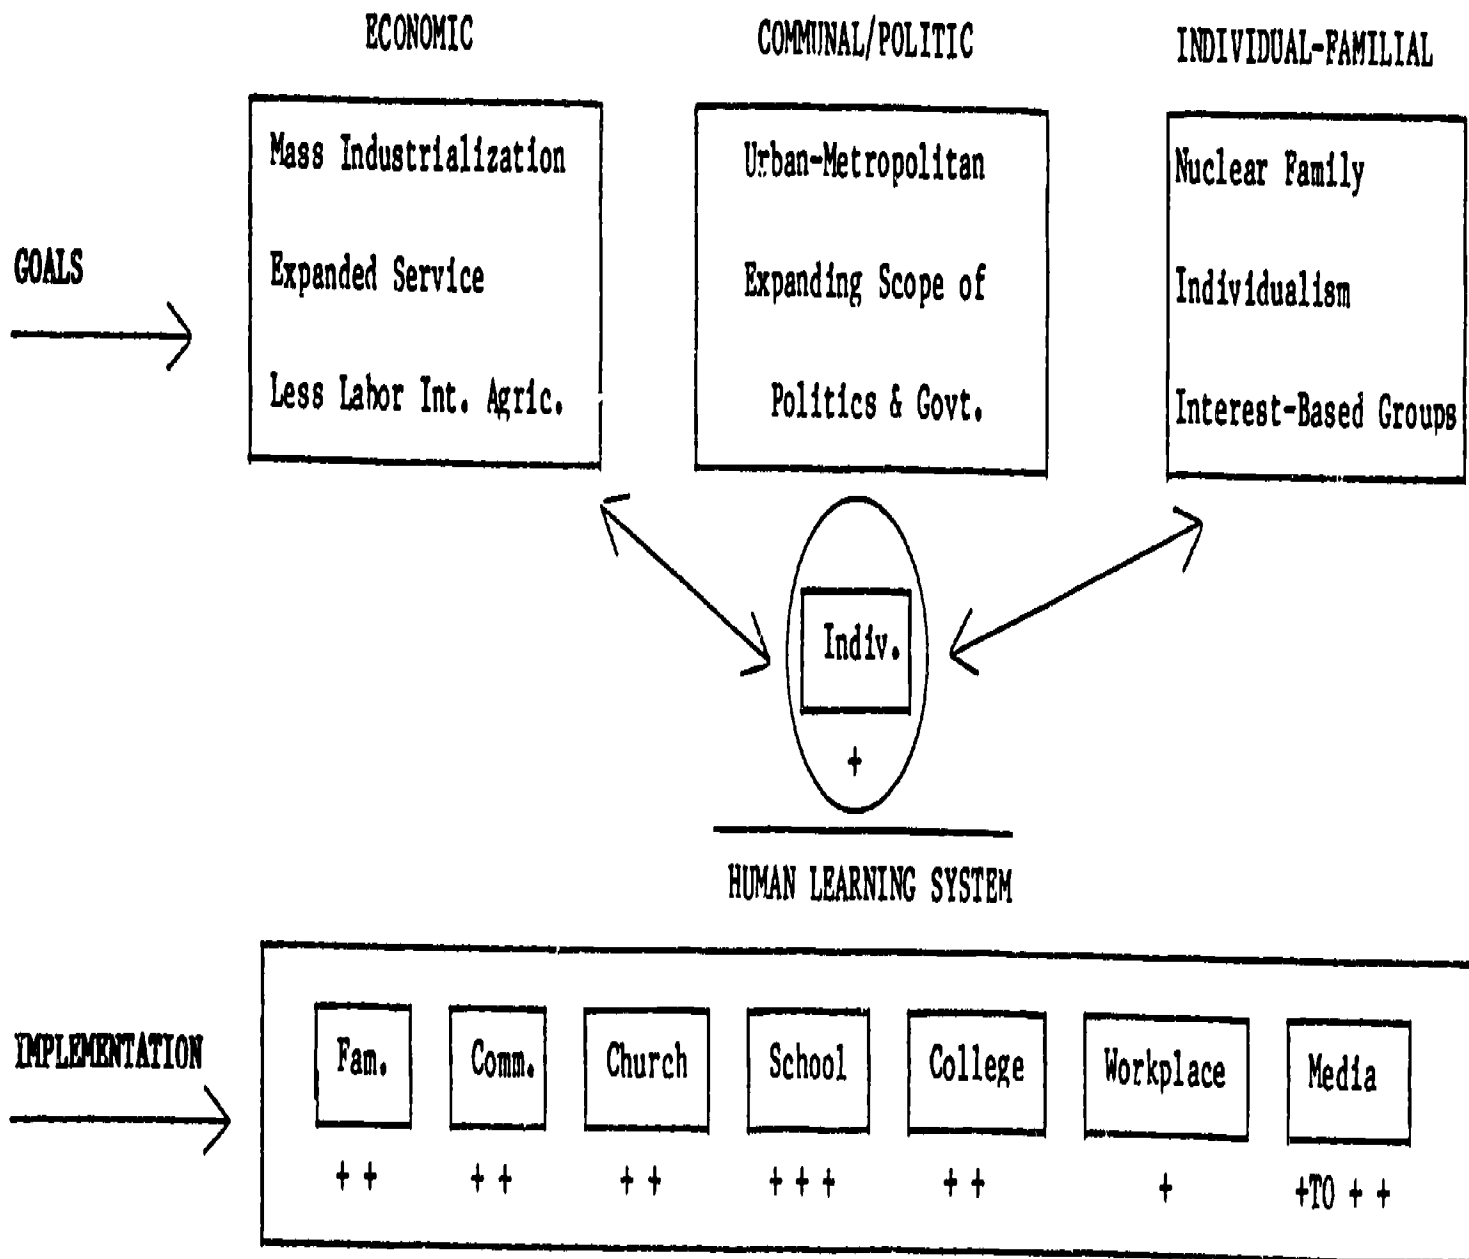 ECONOMIC
COMMUNAL/POLITIC
INDIVIDUAL-FAMILIAL
GOALS
Mass Industrialization
Expanded Service
Less Labor Int. Agric.
Urban-Metropolitan
Expanding Scope of
Politics & Govt.
Nuclear Family
Individualism
Interest-Based Groups
Indiv.
+
HUMAN LEARNING SYSTEM
IMPLEMENTATION
Fam.
Comm.
Church
School
College
Workplace
Media
+ +
+ +
+ +
+ + +
+ +
+
+TO + +